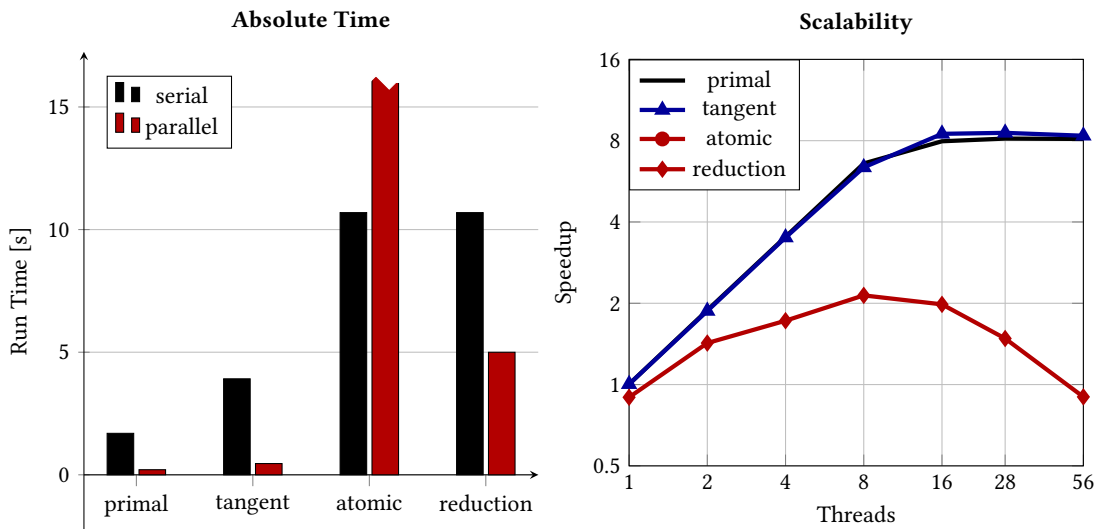 Absolute Time
Run Time [s]
15
10
5
0
serial
parallel
primal
tangent
atomic
reduction
Scalability
Speedup
16
8
4
2
1
0.5
primal
tangent
atomic
reduction
1 2 4 8 16 28 56
Threads